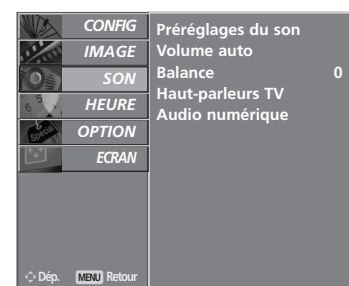 CONFIG
IMAGE
SON
HEURE
OPTION
ECRAN
Préréglages du son
Volume auto
Balance 0
Haut-parleurs TV
Audio numérique
Dép. MENU Retour